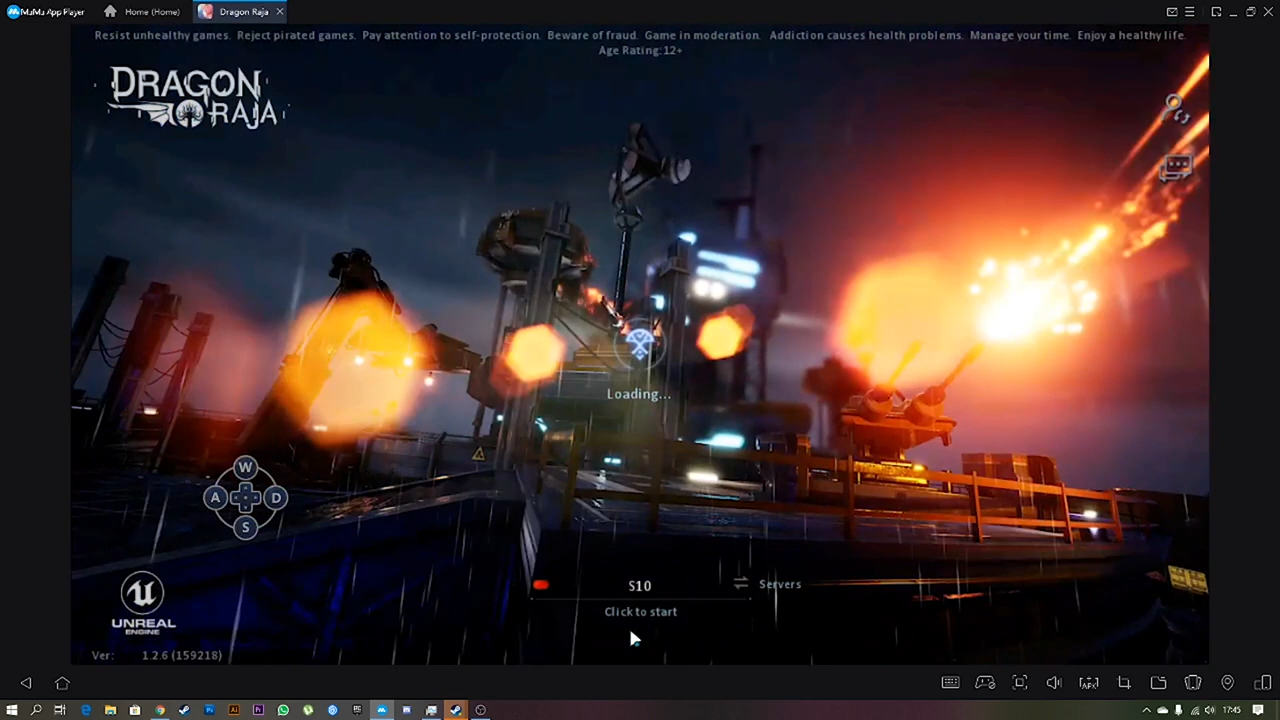 MuMu App Player
Home (Home)
Dragon Raja
Resist unhealthy games. Reject pirated games. Pay attention to self-protection. Beware of fraud. Game in moderation. Addiction causes health problems. Manage your time. Enjoy a healthy life.
Age Rating:12+
DRAGON
RAJA
Loading...
W
A
D
S
S10
Servers
Click to start
UNREAL
ENGINE
Ver: 1.2.6 (159218)
APK
17:45